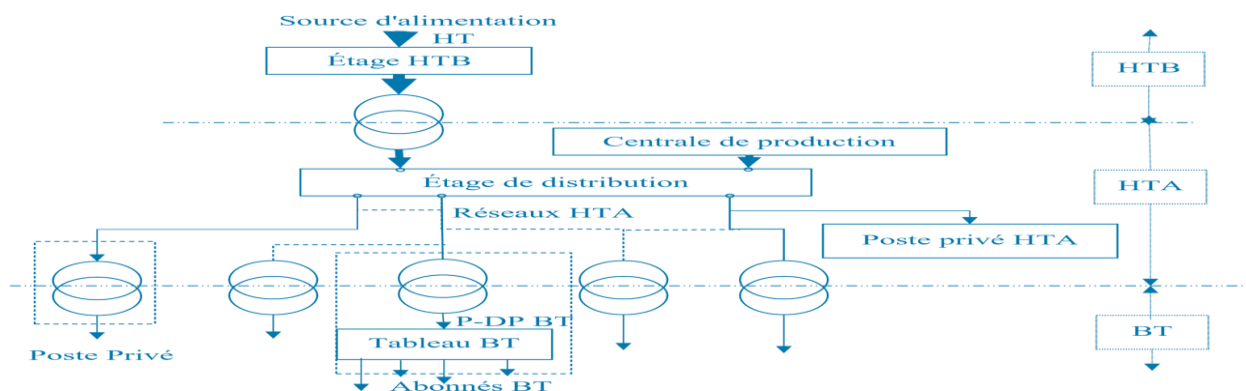 Source d'alimentation
HT
Étage HTB
HTB
Centrale de production
Étage de distribution
HTA
Réseaux HTA
Poste privé HTA
P-DP BT
Tableau BT
BT
Poste Privé
Abonnés BT